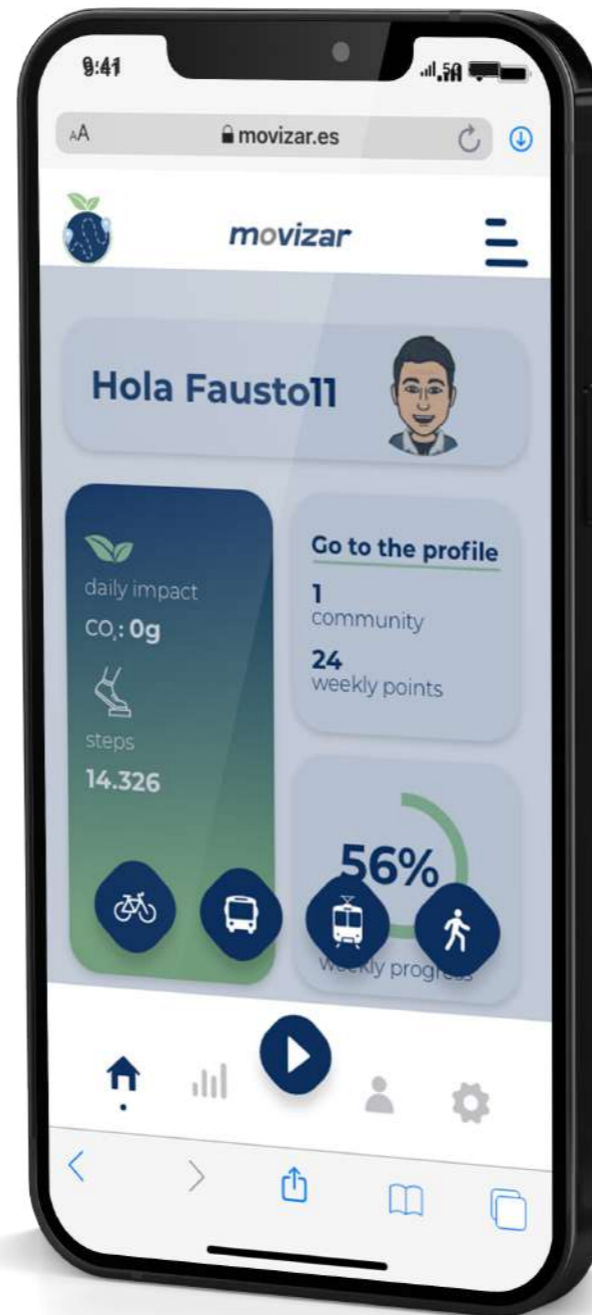 9:41
AA movizar.es
movizar
Hola Fausto11
daily impact
CO₂: 0g
steps
14.326
Go to the profile
1
community
24
weekly points
56%
weekly progress